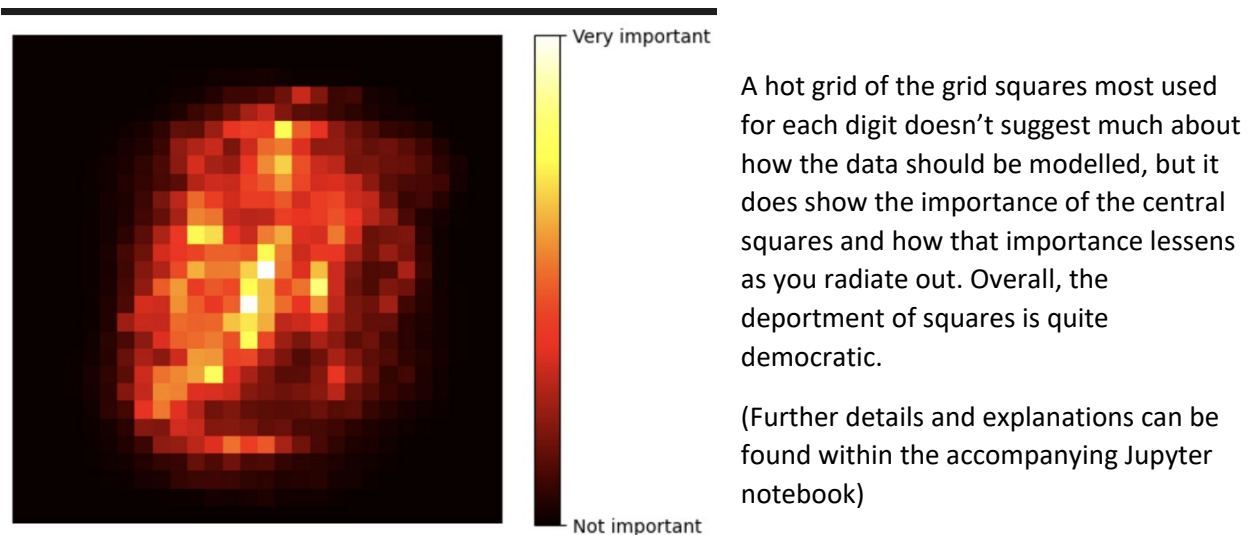 Very important
Not important
A hot grid of the grid squares most used
for each digit doesn’t suggest much about
how the data should be modelled, but it
does show the importance of the central
squares and how that importance lessens
as you radiate out. Overall, the
deportment of squares is quite
democratic.
(Further details and explanations can be
found within the accompanying Jupyter
notebook)